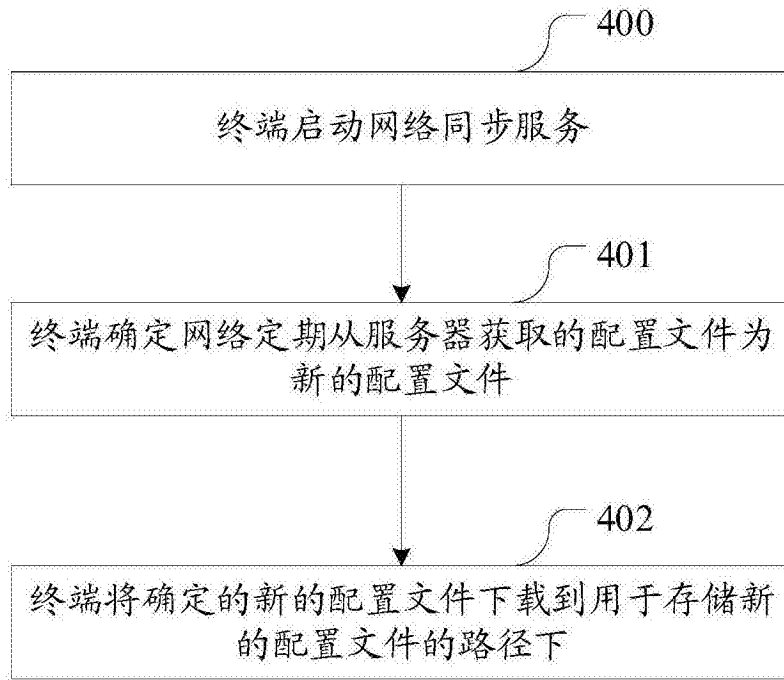 400
终端启动网络同步服务
401
终端确定网络定期从服务器获取的配置文件为
新的配置文件
402
终端将确定的新的配置文件下载到用于存储新
的配置文件的路径下